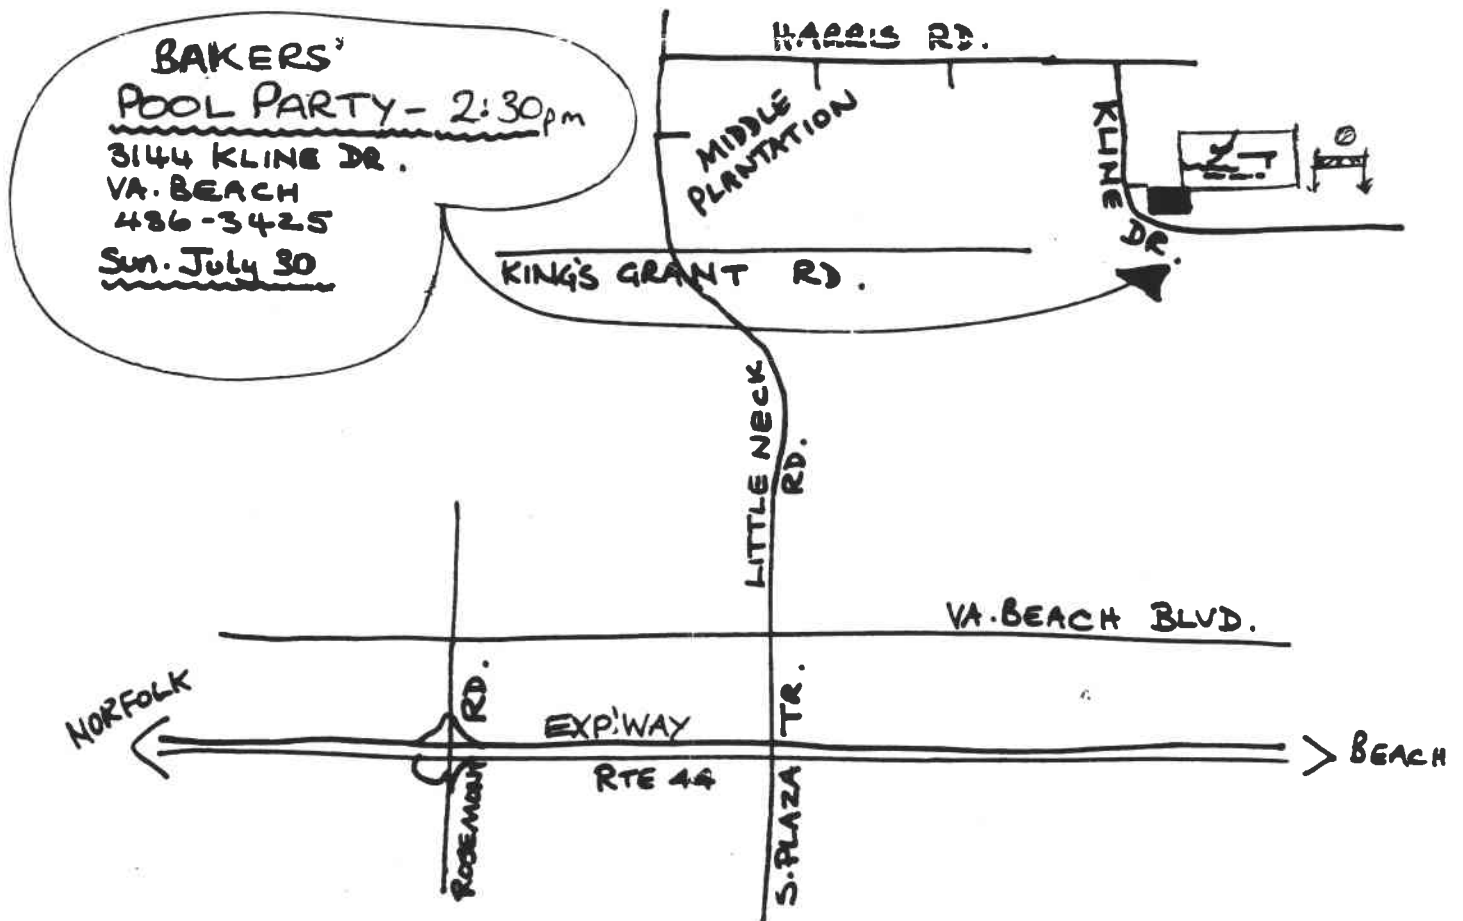 BAKERS'
POOL PARTY - 2:30pm
3144 KLINE DR.
VA. BEACH
486-3425
Sun. July 30
HARRIS RD.
MIDDLE
PLANTATION
KLINE
DR.
KING'S GRANT RD.
LITTLE NECK
RD.
VA. BEACH BLVD.
NORFOLK
ROSEMONT RD.
EXP'WAY
RTE 44
S. PLAZA TR.
BEACH